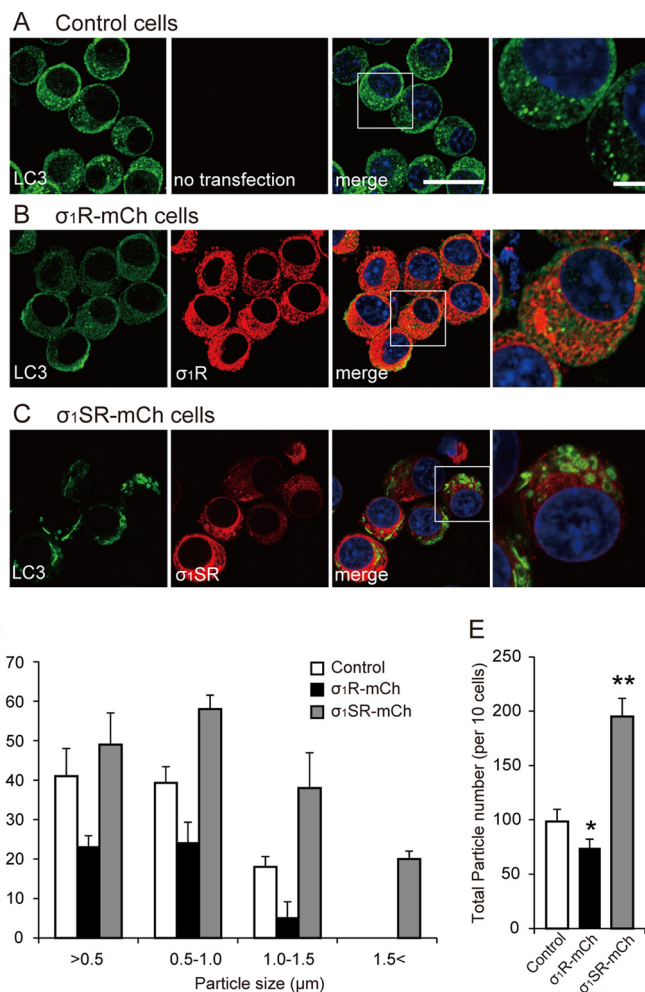 A Control cells
LC3
no transfection
merge
B σ₁R-mCh cells
LC3
σ₁R
merge
C σ₁SR-mCh cells
LC3
σ₁SR
merge
70
60
50
40
30
20
10
0
Control
σ₁R-mCh
σ₁SR-mCh
>0.5 0.5-1.0 1.0-1.5 1.5<
Particle size (µm)
E
Total Particle number (per 10 cells)
250
200
150
100
50
0
*
**
Control
σ₁R-mCh
σ₁SR-mCh